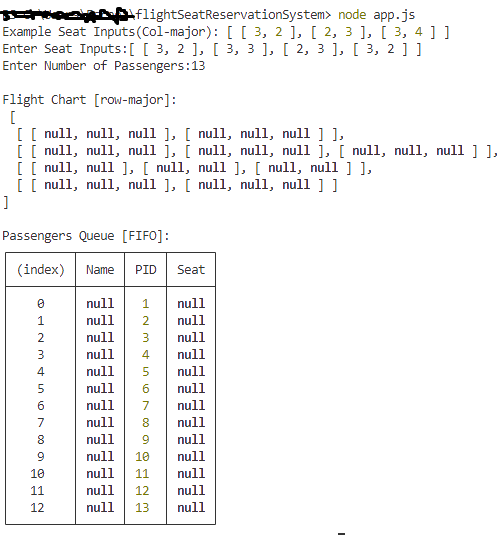 \flightSeatReservationSystem> node app.js
Example Seat Inputs(Col-major): [ [ 3, 2 ], [ 2, 3 ], [ 3, 4 ] ]
Enter Seat Inputs:[ [ 3, 2 ], [ 3, 3 ], [ 2, 3 ], [ 3, 2 ] ]
Enter Number of Passengers:13
Flight Chart [row-major]:
[
[ [ null, null, null ], [ null, null, null ] ],
[ [ null, null, null ], [ null, null, null ], [ null, null, null ] ],
[ [ null, null ], [ null, null ], [ null, null ] ],
[ [ null, null, null ], [ null, null, null ] ]
]
Passengers Queue [FIFO]:
(index) Name PID Seat
0 null 1 null
1 null 2 null
2 null 3 null
3 null 4 null
4 null 5 null
5 null 6 null
6 null 7 null
7 null 8 null
8 null 9 null
9 null 10 null
10 null 11 null
11 null 12 null
12 null 13 null